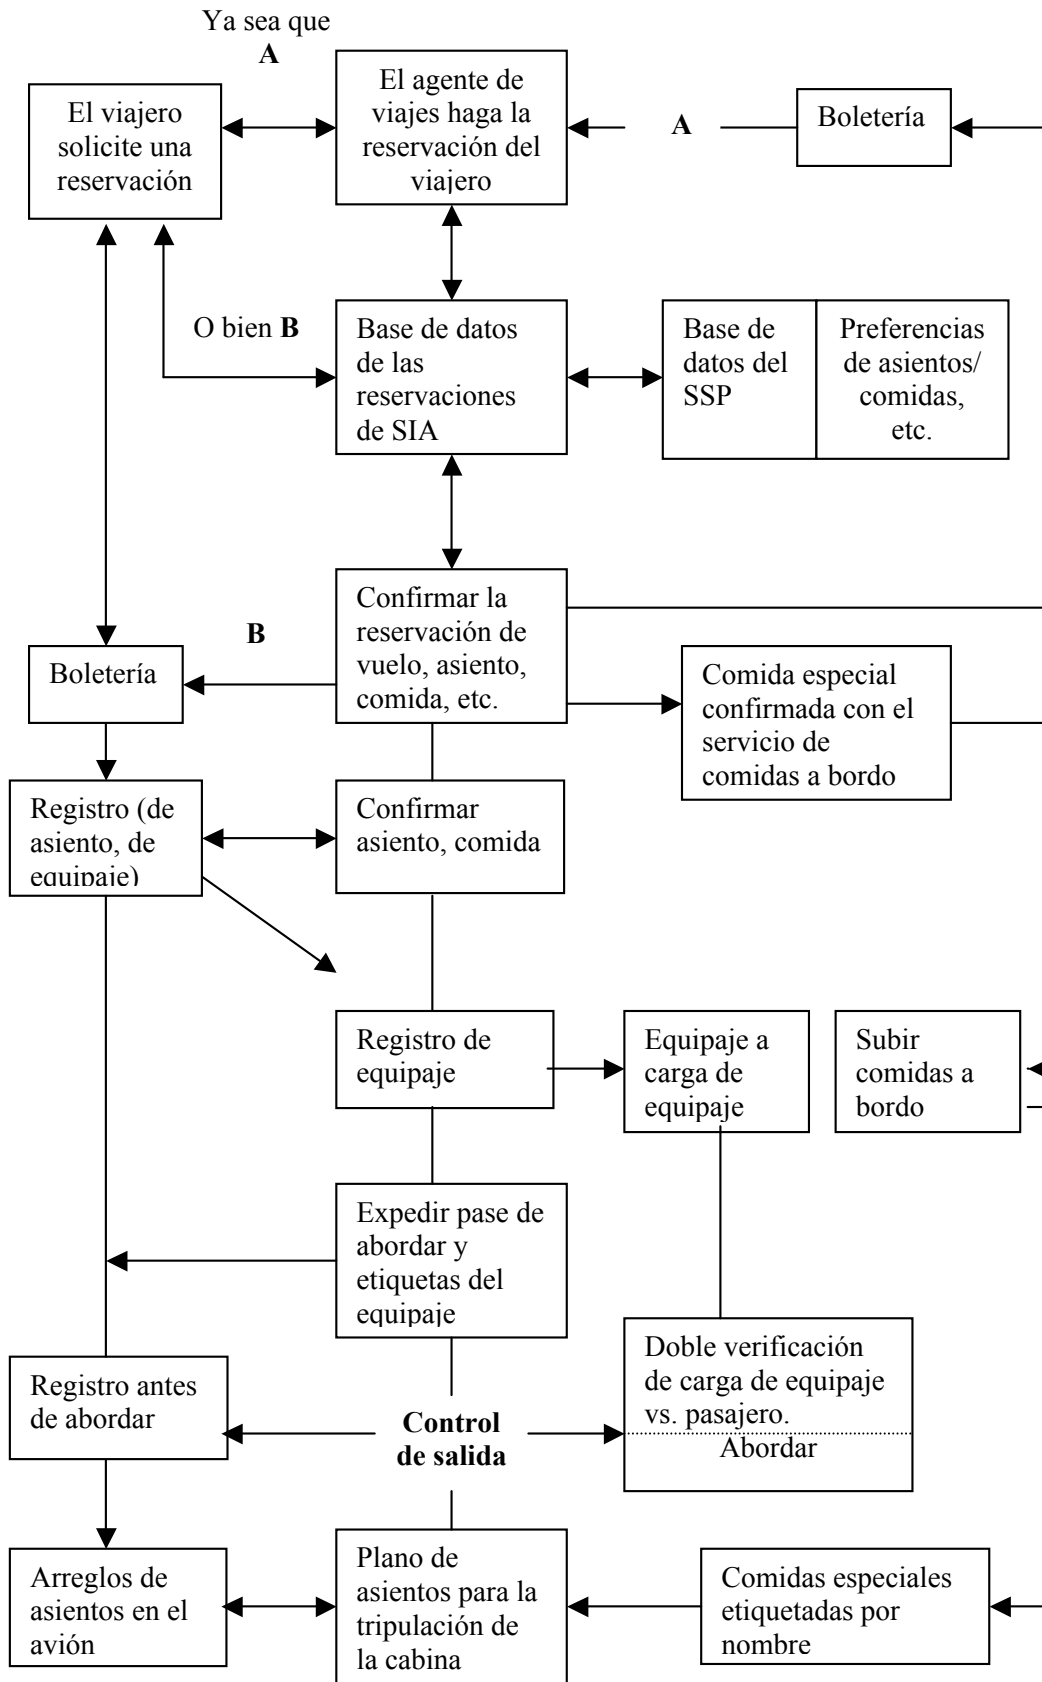 Ya sea que
A
El viajero
solicite una
reservación
El agente de
viajes haga la
reservación del
viajero
A
Boletería
O bien B
Base de datos
de las
reservaciones
de SIA
Base de
datos del
SSP
Preferencias
de asientos/
comidas,
etc.
B
Confirmar la
reservación de
vuelo, asiento,
comida, etc.
Boletería
Comida especial
confirmada con el
servicio de
comidas a bordo
Registro (de
asiento, de
equipaje)
Confirmar
asiento, comida
Registro de
equipaje
Equipaje a
carga de
equipaje
Subir
comidas a
bordo
Expedir pase de
abordar y
etiquetas del
equipaje
Registro antes
de abordar
Control
de salida
Doble verificación
de carga de equipaje
vs. pasajero.
Abordar
Arreglos de
asientos en el
avión
Plano de
asientos para la
tripulación de
la cabina
Comidas especiales
etiquetadas por
nombre